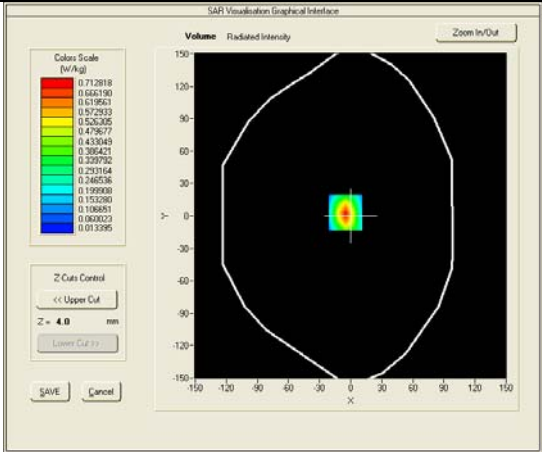 SAR Visualisation Graphical Interface
Volume Radiated Intensity
Zoom In/Out
Colors Scale
(W/kg)
0.712818
0.666190
0.619561
0.572933
0.526305
0.479677
0.433049
0.386421
0.339792
0.293164
0.246536
0.199908
0.153280
0.106651
0.060023
0.013395
Z-Cuts Control
<< Upper Cut
Z = 4.0 mm
Lower Cut >>
SAVE
Cancel
150
120
90
60
30
0
-30
-60
-90
-120
-150
Y
-150 -120 -90 -60 -30 0 30 60 90 120 150
X